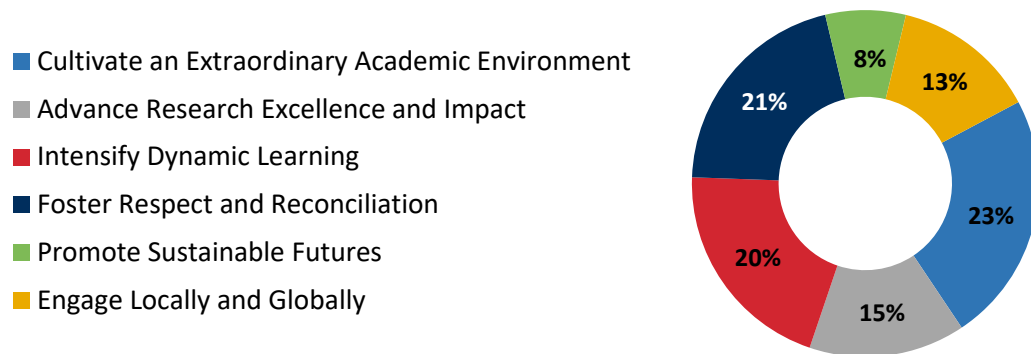 Cultivate an Extraordinary Academic Environment
Advance Research Excellence and Impact
Intensify Dynamic Learning
Foster Respect and Reconciliation
Promote Sustainable Futures
Engage Locally and Globally
8%
13%
21%
23%
20%
15%